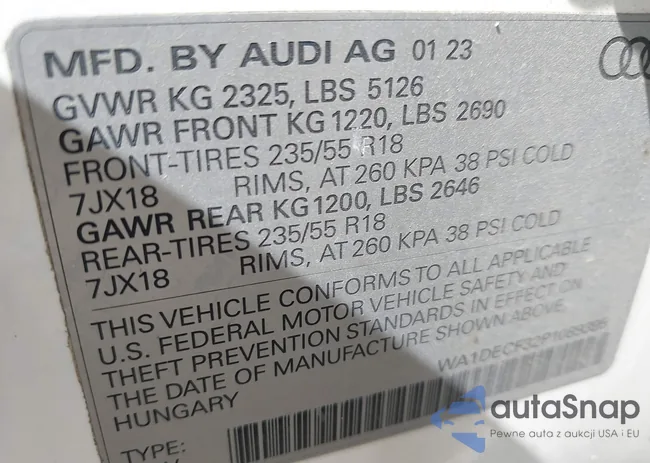 MFD. BY AUDI AG 01 23
GVWR KG 2325, LBS 5126
GAWR FRONT KG 1220, LBS 2690
FRONT-TIRES 235/55 R18
7JX18 RIMS, AT 260 KPA 38 PSI COLD
GAWR REAR KG 1200, LBS 2646
REAR-TIRES 235/55 R18
7JX18 RIMS, AT 260 KPA 38 PSI COLD
THIS VEHICLE CONFORMS TO ALL APPLICABLE
U.S. FEDERAL MOTOR VEHICLE SAFETY AND
THEFT PREVENTION STANDARDS IN EFFECT ON
THE DATE OF MANUFACTURE SHOWN ABOVE.
HUNGARY
TYPE:
autaSnap
Pewne auta z aukcji USA i EU